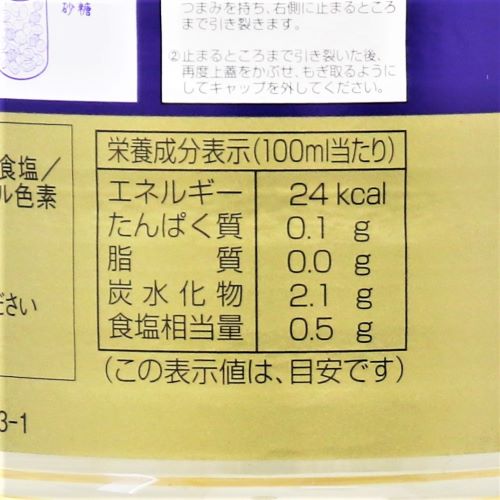 砂糖
つまみを持ち、右側に止まるところ
まで引き裂きます。
②止まるところまで引き裂いた後、
再度上蓋をかぶせ、もぎ取るように
してキャップを外してください。
食塩/
ル色素
ださい
3-1
栄養成分表示(100ml当たり)
エネルギー 24 kcal
たんぱく質 0.1 g
脂質 0.0 g
炭水化物 2.1 g
食塩相当量 0.5 g
(この表示値は、目安です)